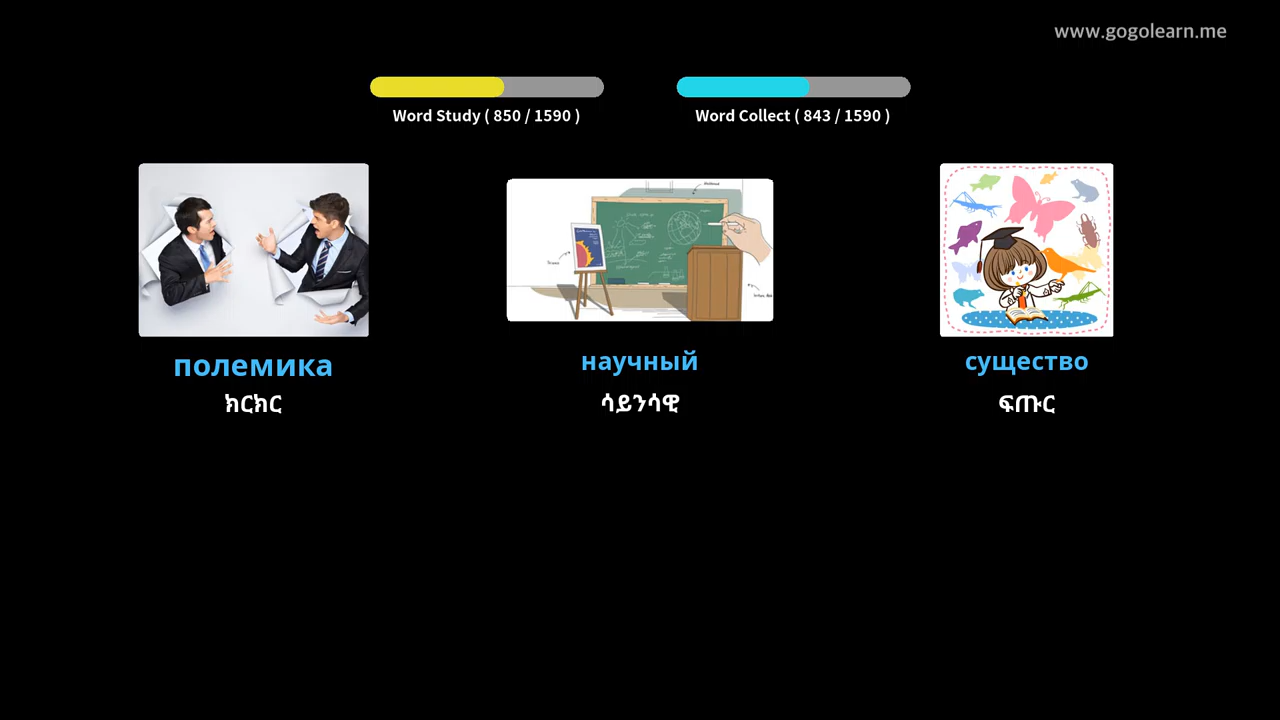 www.gogolearn.me
Word Study ( 850 / 1590 )
Word Collect ( 843 / 1590 )
полемика
научный
существо
ክርክር
ሳይንሳዊ
ፍጡር